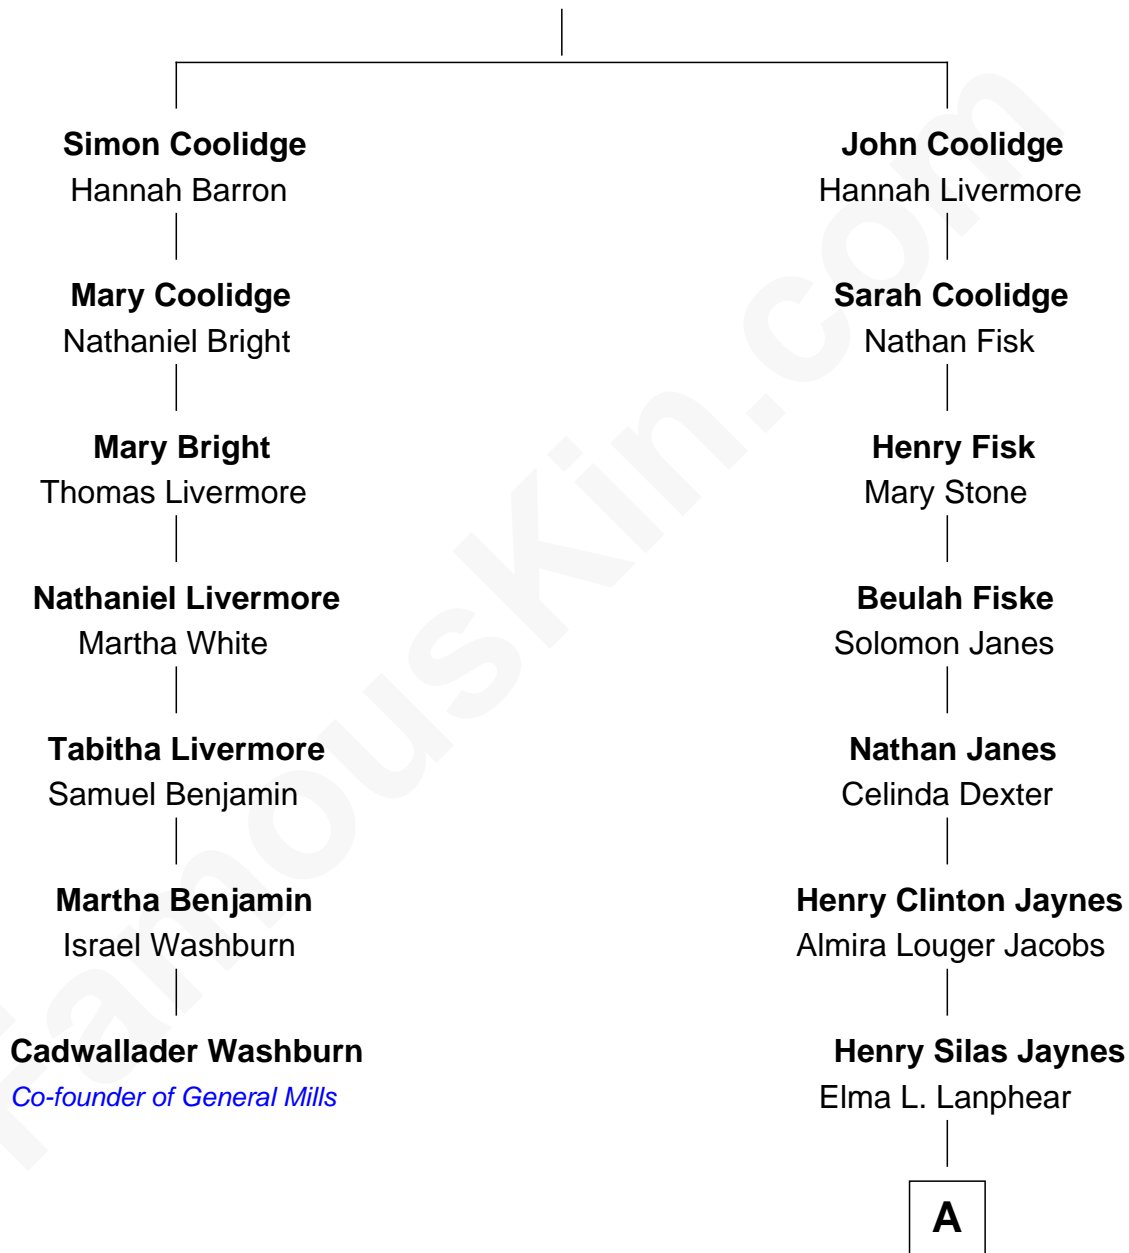 Simon Coolidge
Hannah Barron
Mary Coolidge
Nathaniel Bright
Mary Bright
Thomas Livermore
Nathaniel Livermore
Martha White
Tabitha Livermore
Samuel Benjamin
Martha Benjamin
Israel Washburn
Cadwallader Washburn
Co-founder of General Mills
John Coolidge
Hannah Livermore
Sarah Coolidge
Nathan Fisk
Henry Fisk
Mary Stone
Beulah Fiske
Solomon Janes
Nathan Janes
Celinda Dexter
Henry Clinton Jaynes
Almira Louger Jacobs
Henry Silas Jaynes
Elma L. Lanphear
A
FamousKin.com